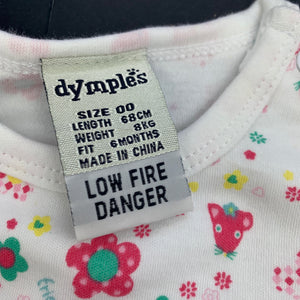 dymples
SIZE 00
LENGTH 68CM
WEIGHT 8KG
FIT 6MONTHS
MADE IN CHINA
LOW FIRE
DANGER